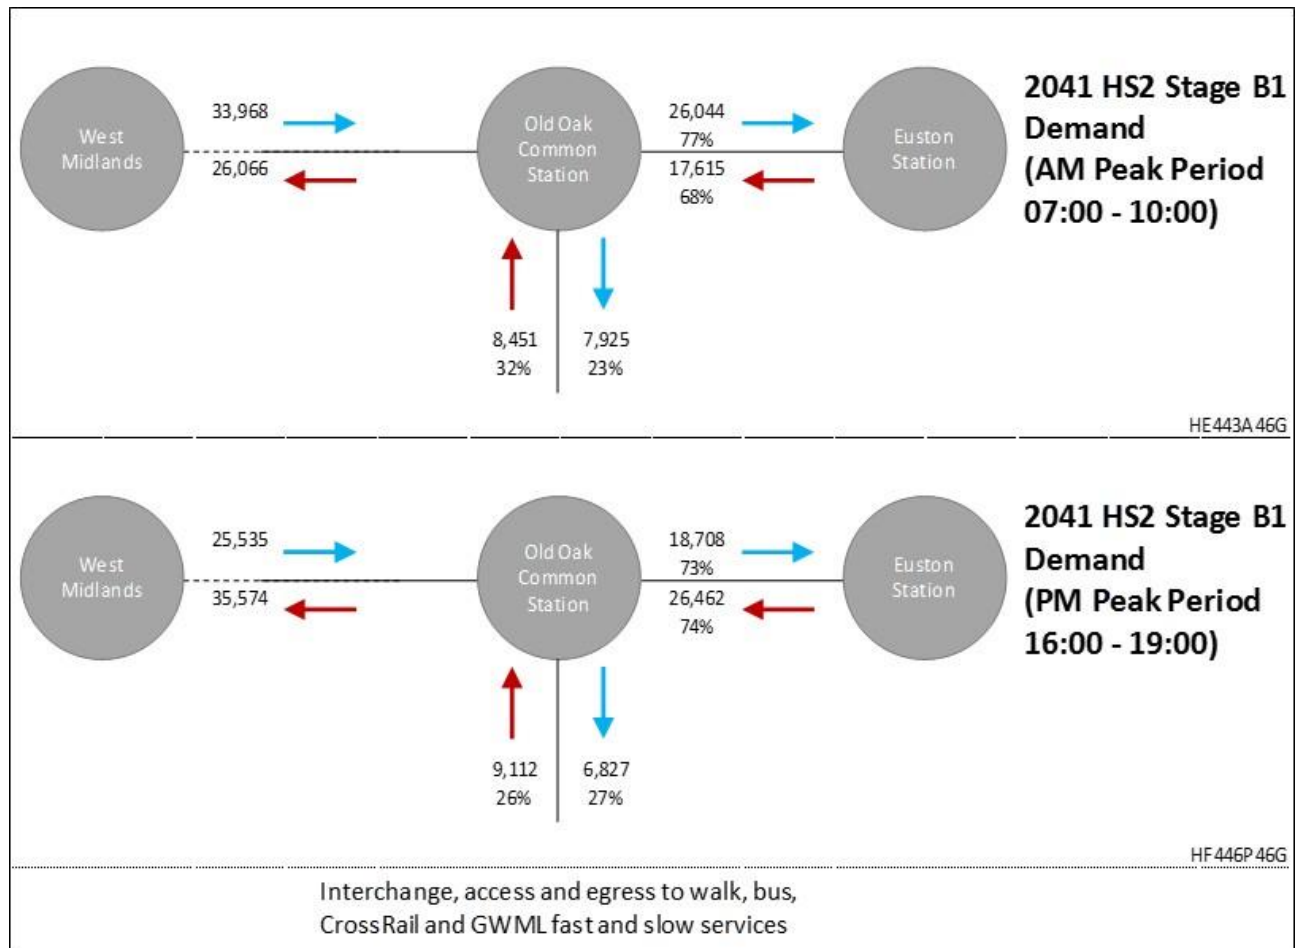 33,968
26,066
West
Midlands
Old Oak
Common
Station
26,044
77%
17,615
68%
Euston
Station
8,451
32%
7,925
23%
2041 HS2 Stage B1
Demand
(AM Peak Period
07:00 - 10:00)
HE443A46G
25,535
35,574
West
Midlands
Old Oak
Common
Station
18,708
73%
26,462
74%
Euston
Station
9,112
26%
6,827
27%
2041 HS2 Stage B1
Demand
(PM Peak Period
16:00 - 19:00)
HF446P46G
Interchange, access and egress to walk, bus,
CrossRail and GWML fast and slow services